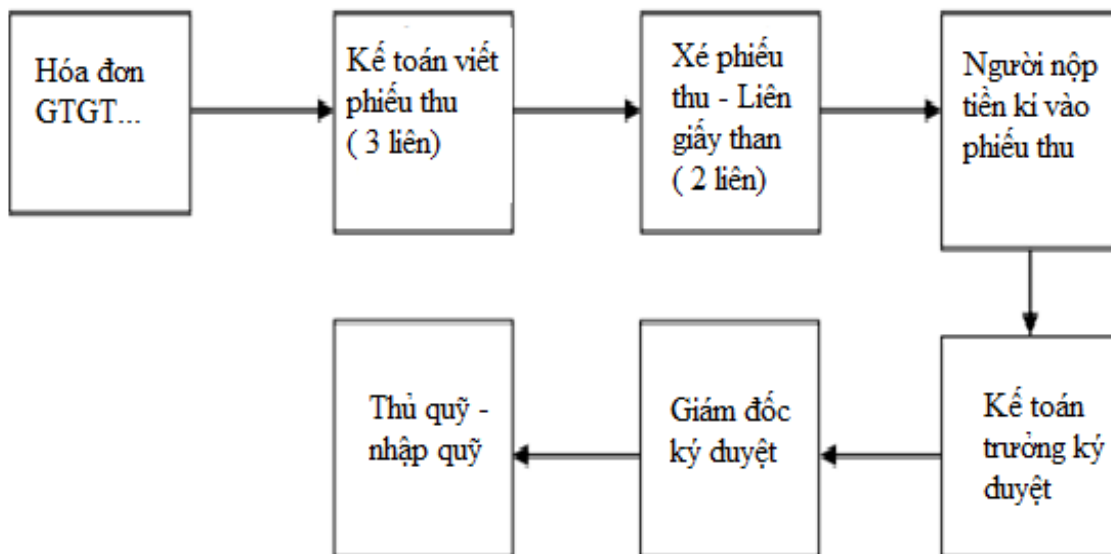 Hóa đơn
GTGT...
Kế toán viết
phiếu thu
( 3 liên)
Xé phiếu
thu - Liên
giấy than
( 2 liên)
Người nộp
tiền kí vào
phiếu thu
Kế toán
trưởng ký
duyệt
Giám đốc
ký duyệt
Thủ quỹ -
nhập quỹ